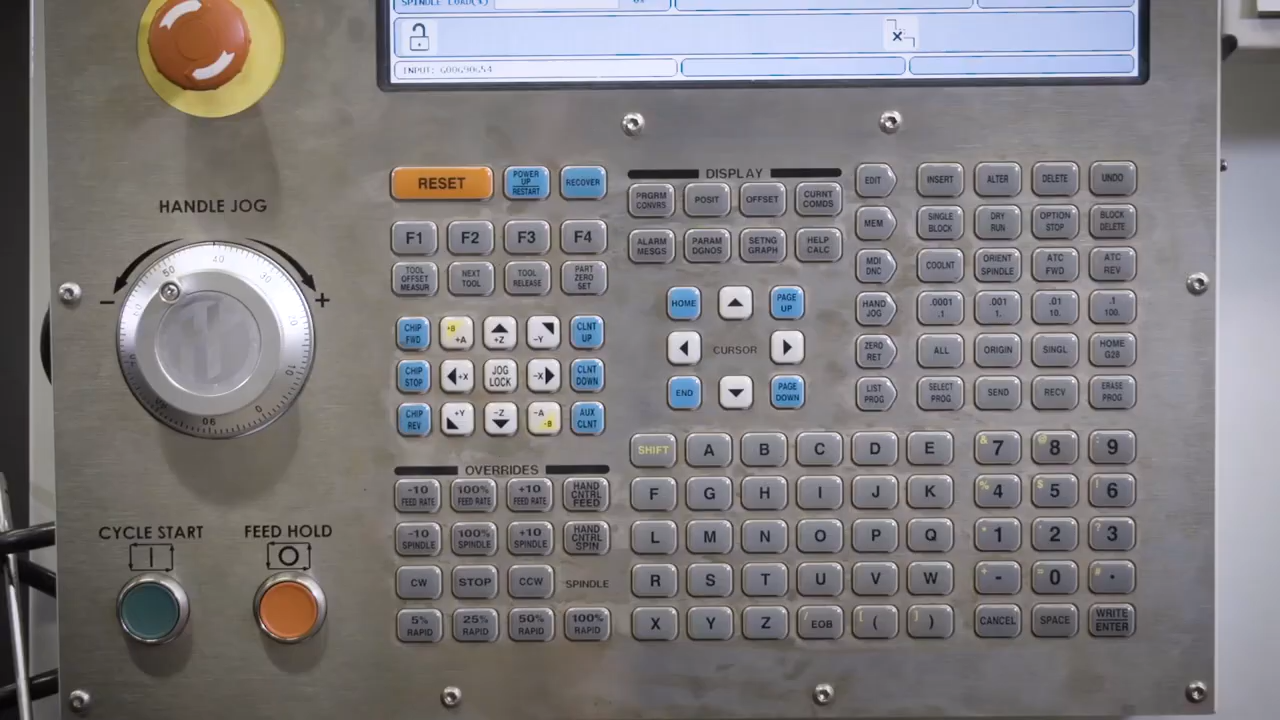 SPINDLE LOAD(%)
0%
INPUT: G00G90G54
HANDLE JOG
- +
50 40 30 20 10 0 90
CYCLE START
FEED HOLD
RESET
POWER UP RESTART
RECOVER
F1 F2 F3 F4
TOOL OFFSET MEASUR
NEXT TOOL
TOOL RELEASE
PART ZERO SET
CHIP FWD
+B +A
+Z
-Y
CLNT UP
CHIP STOP
+X
JOG LOCK
-X
CLNT DOWN
CHIP REV
+Y
-Z
-A -B
AUX CLNT
OVERRIDES
-10 FEED RATE
100% FEED RATE
+10 FEED RATE
HAND CNTRL FEED
-10 SPINDLE
100% SPINDLE
+10 SPINDLE
HAND CNTRL SPIN
CW STOP CCW SPINDLE
5% RAPID
25% RAPID
50% RAPID
100% RAPID
DISPLAY
PRGRM CONVRS
POSIT
OFFSET
CURNT COMDS
ALARM MESGS
PARAM DGNOS
SETNG GRAPH
HELP CALC
HOME
PAGE UP
CURSOR
END
PAGE DOWN
EDIT INSERT ALTER DELETE UNDO
MEM
SINGLE BLOCK
DRY RUN
OPTION STOP
BLOCK DELETE
MDI DNC
COOLNT
ORIENT SPINDLE
ATC FWD
ATC REV
HAND JOG
.0001 .1
.001 1.
.01 10.
.1 100.
ZERO RET
ALL
ORIGIN
SINGL
HOME G28
LIST PROG
SELECT PROG
SEND
RECV
ERASE PROG
SHIFT A B C D E
F G H I J K
L M N O P Q
R S T U V W
X Y Z / EOB [ ( ] )
& 7 @ 8 : 9
% 4 $ 5 ! 6
* 1 ' 2 ? 3
+ - = 0 # .
CANCEL SPACE WRITE ENTER